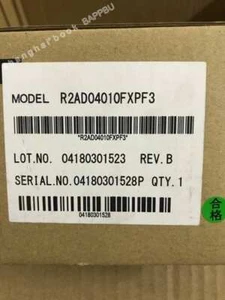 MODEL R2AD04010FXPF3
*R2AD04010FXPF3*
LOT.NO. 04180301523 REV.B
SERIAL.NO.04180301528P QTY.1
04180301528
合格